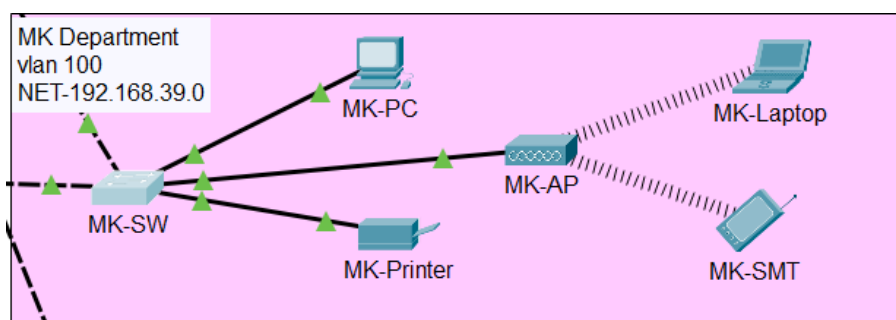 MK Department
vlan 100
NET-192.168.39.0
MK-PC
MK-Laptop
MK-AP
MK-SW
MK-Printer
MK-SMT